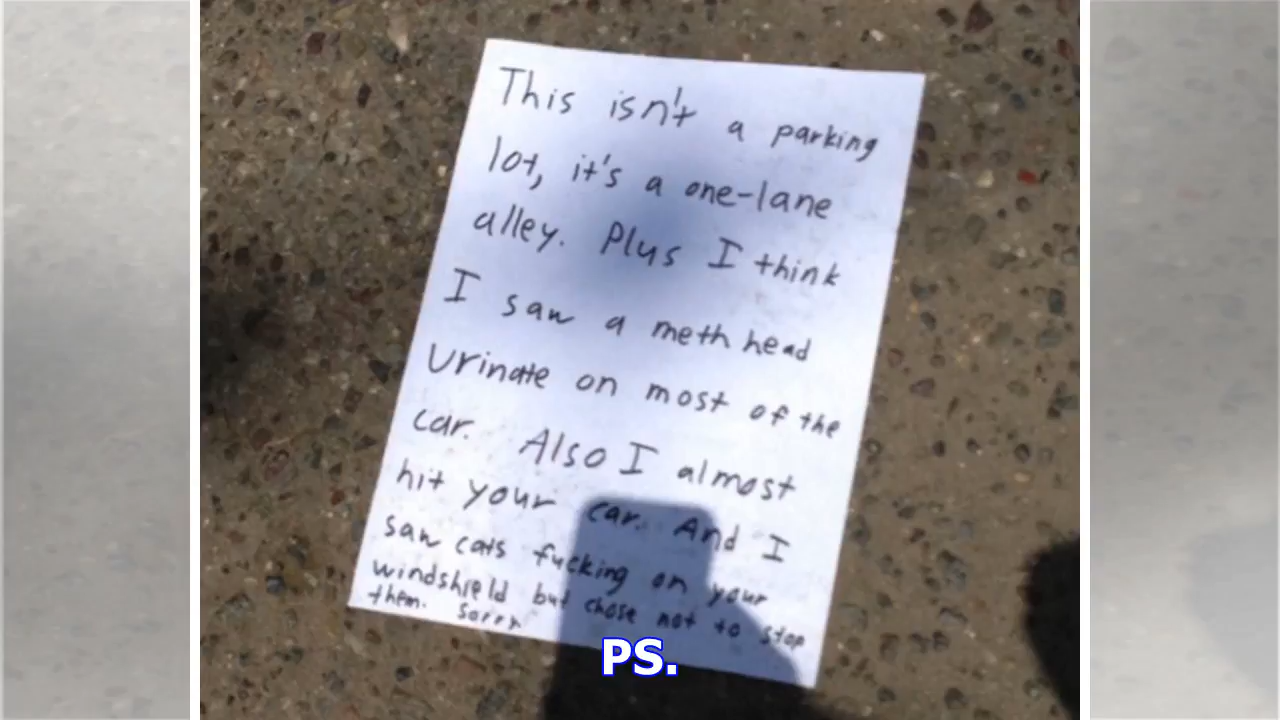 This isn't a parking
lot, it's a one-lane
alley. Plus I think
I saw a meth head
Urinate on most of the
car. Also I almost
hit your car. And I
saw cats fucking on your
windshield but chose not to stop
them. Sorry
PS.